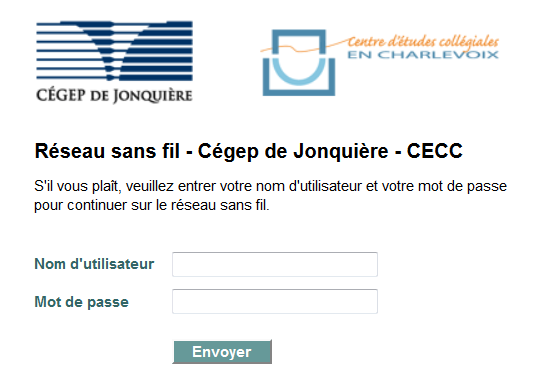 CÉGEP DE JONQUIÈRE
Centre d'études collégiales
EN CHARLEVOIX
Réseau sans fil - Cégep de Jonquière - CECC
S'il vous plaît, veuillez entrer votre nom d'utilisateur et votre mot de passe
pour continuer sur le réseau sans fil.
Nom d'utilisateur
Mot de passe
Envoyer